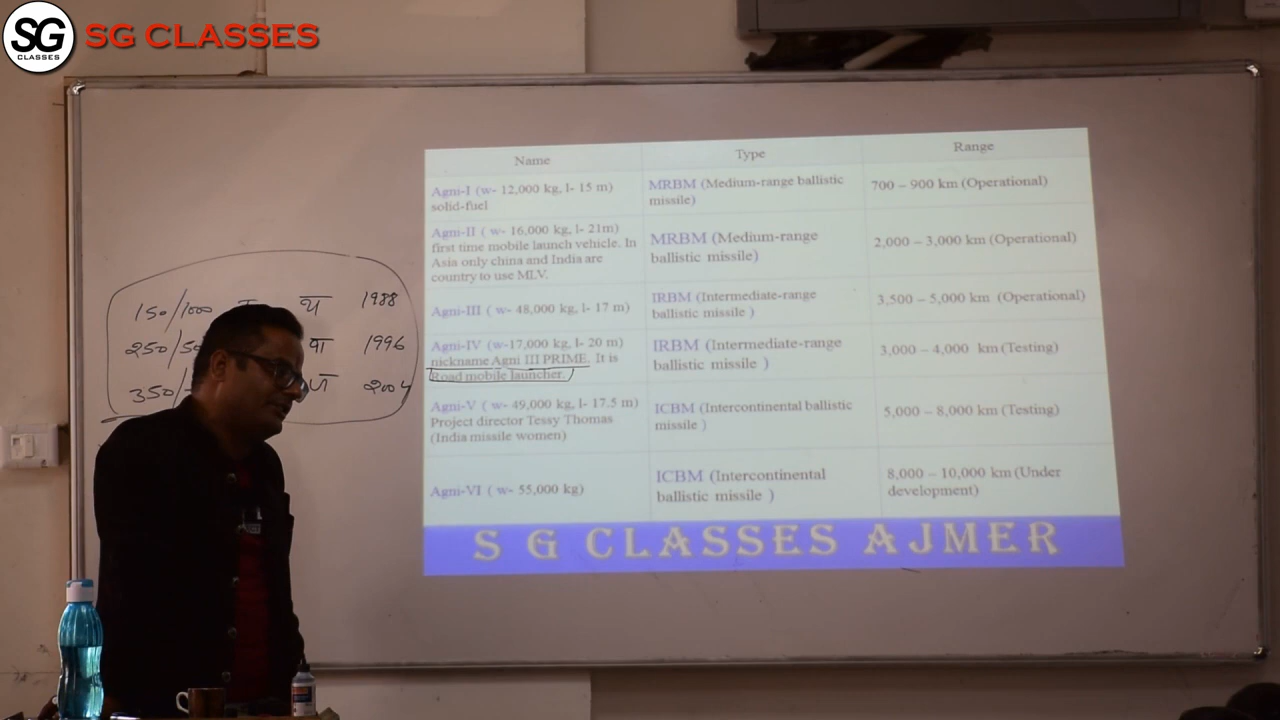 SG
CLASSES
SG CLASSES
Name Type Range
Agni-I (w- 12,000 kg, l- 15 m)
solid-fuel
MRBM (Medium-range ballistic
missile)
700 – 900 km (Operational)
Agni-II ( w- 16,000 kg, l- 21m)
first time mobile launch vehicle. In
Asia only china and India are
country to use MLV.
MRBM (Medium-range
ballistic missile)
2,000 – 3,000 km (Operational)
Agni-III ( w- 48,000 kg, l- 17 m)
IRBM (Intermediate-range
ballistic missile )
3,500 – 5,000 km (Operational)
Agni-IV (w-17,000 kg, l- 20 m)
nickname Agni III PRIME. It is
Road mobile launcher.
IRBM (Intermediate-range
ballistic missile )
3,000 – 4,000 km (Testing)
Agni-V ( w- 49,000 kg, l- 17.5 m)
Project director Tessy Thomas
(India missile women)
ICBM (Intercontinental ballistic
missile )
5,000 – 8,000 km (Testing)
Agni-VI ( w- 55,000 kg)
ICBM (Intercontinental
ballistic missile )
8,000 – 10,000 km (Under
development)
S G CLASSES AJMER
150/1000 थ 1988
250/ वा 1996
350/ 2004